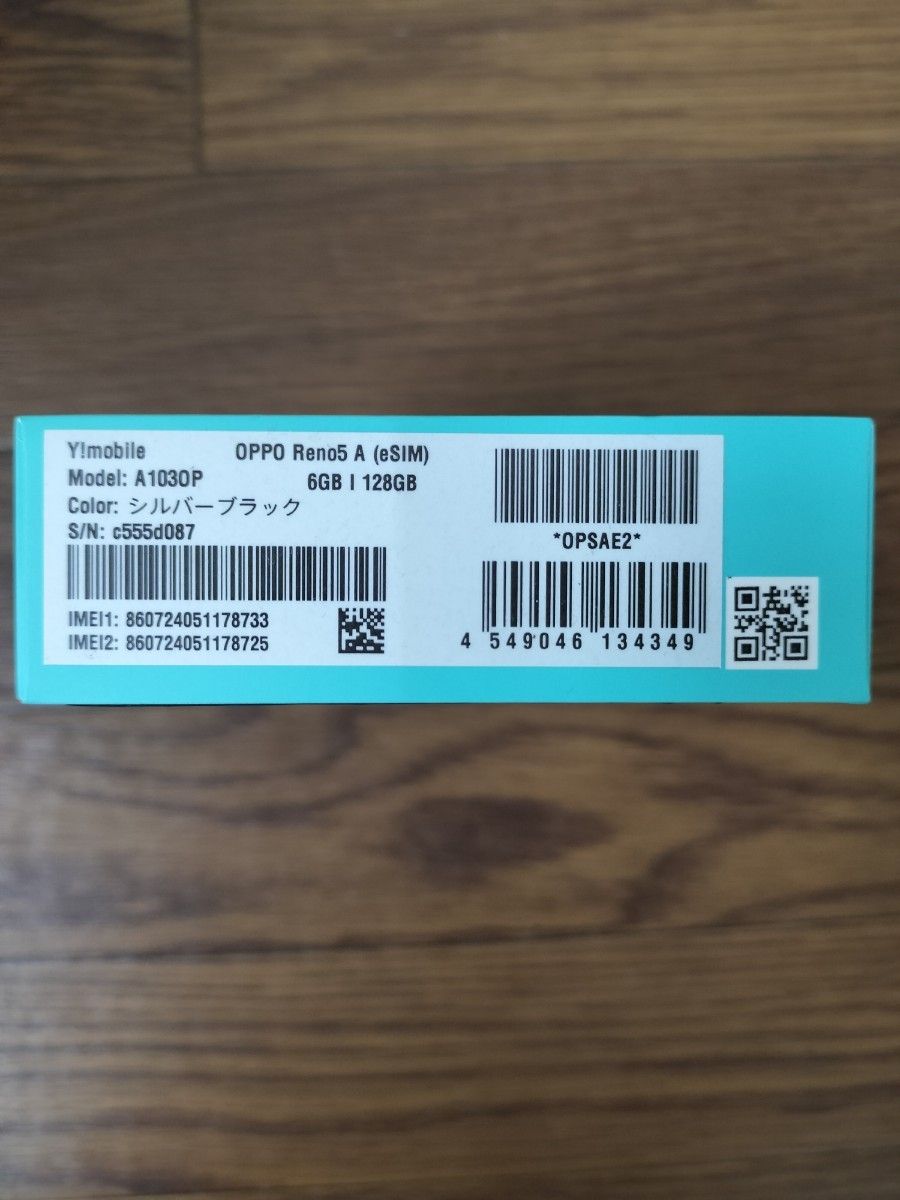 Y!mobile OPPO Reno5 A (eSIM)
Model: A103OP 6GB | 128GB
Color: シルバーブラック
S/N: c555d087
IMEI1: 860724051178733
IMEI2: 860724051178725
*OPSAE2*
4 549046 134349